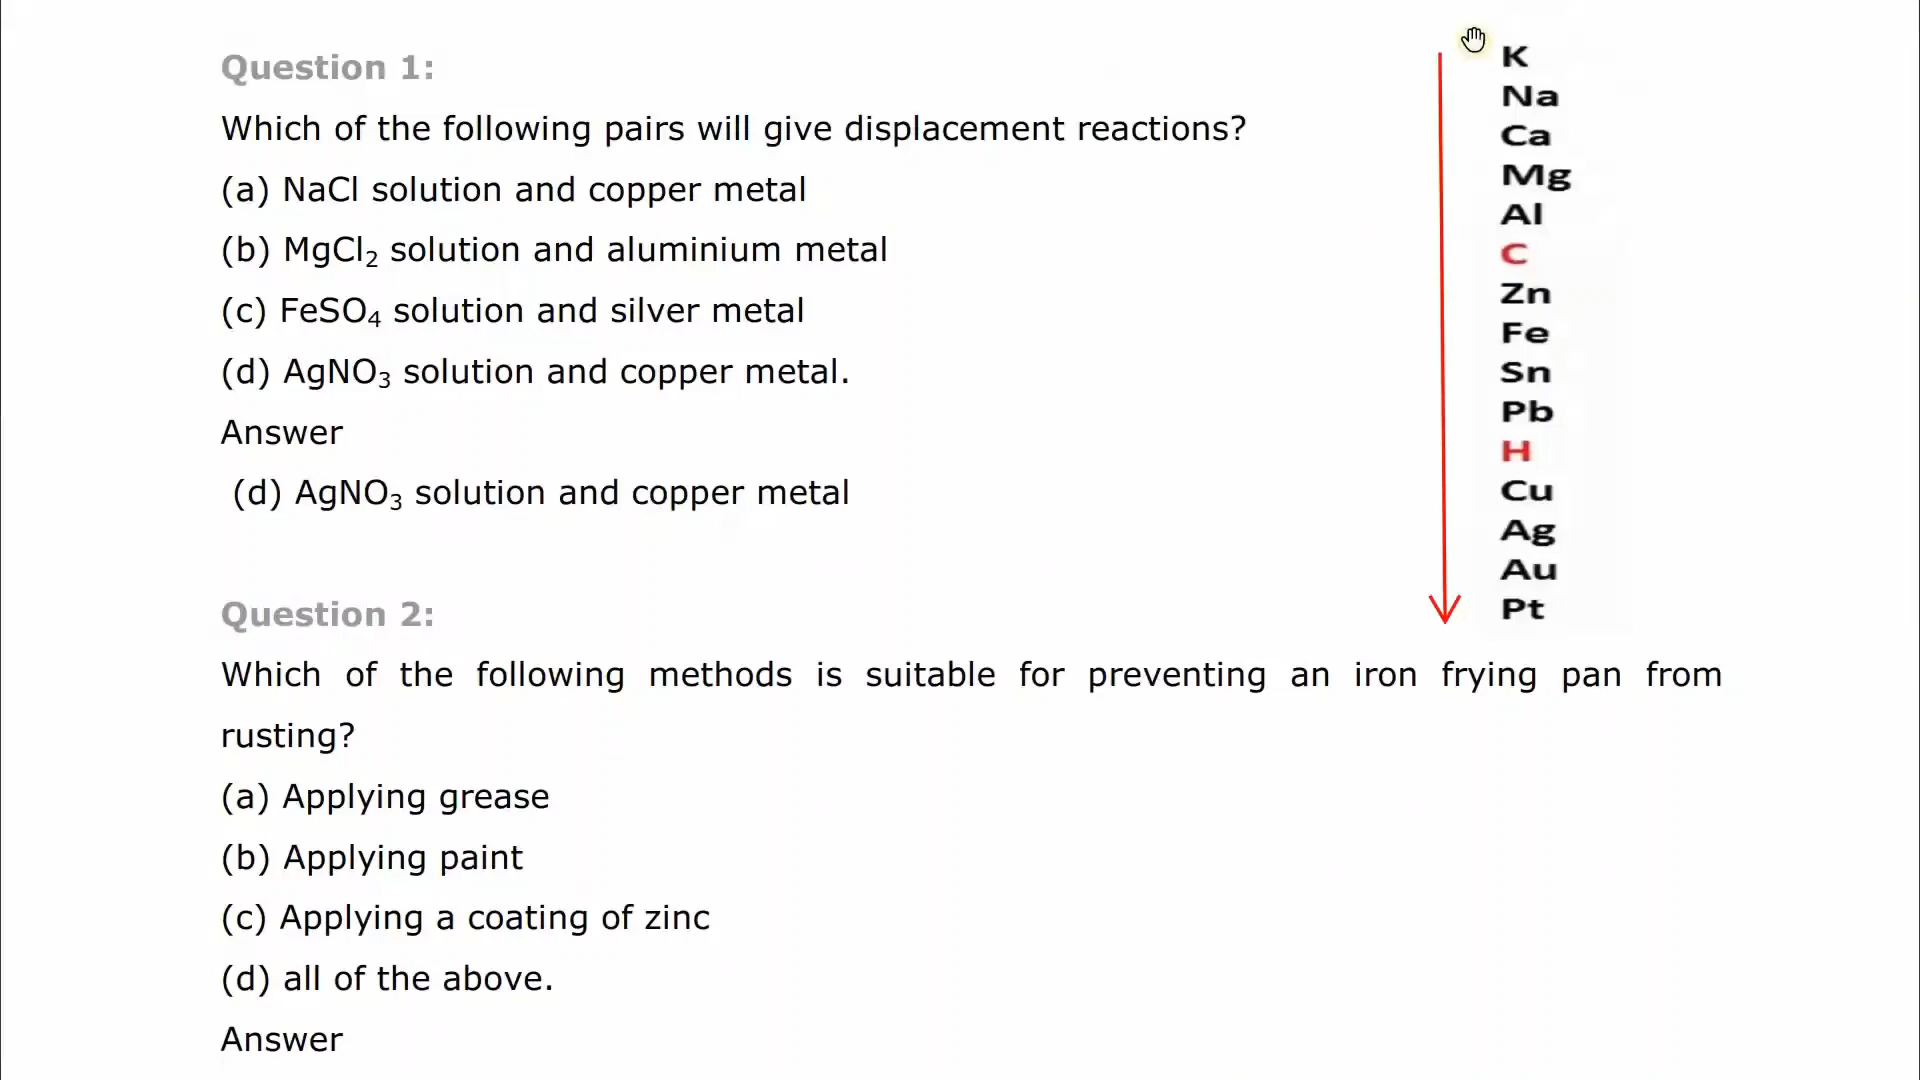 Question 1:
Which of the following pairs will give displacement reactions?
(a) NaCl solution and copper metal
(b) MgCl₂ solution and aluminium metal
(c) FeSO₄ solution and silver metal
(d) AgNO₃ solution and copper metal.
Answer
(d) AgNO₃ solution and copper metal
K
Na
Ca
Mg
Al
C
Zn
Fe
Sn
Pb
H
Cu
Ag
Au
Pt
Question 2:
Which of the following methods is suitable for preventing an iron frying pan from
rusting?
(a) Applying grease
(b) Applying paint
(c) Applying a coating of zinc
(d) all of the above.
Answer